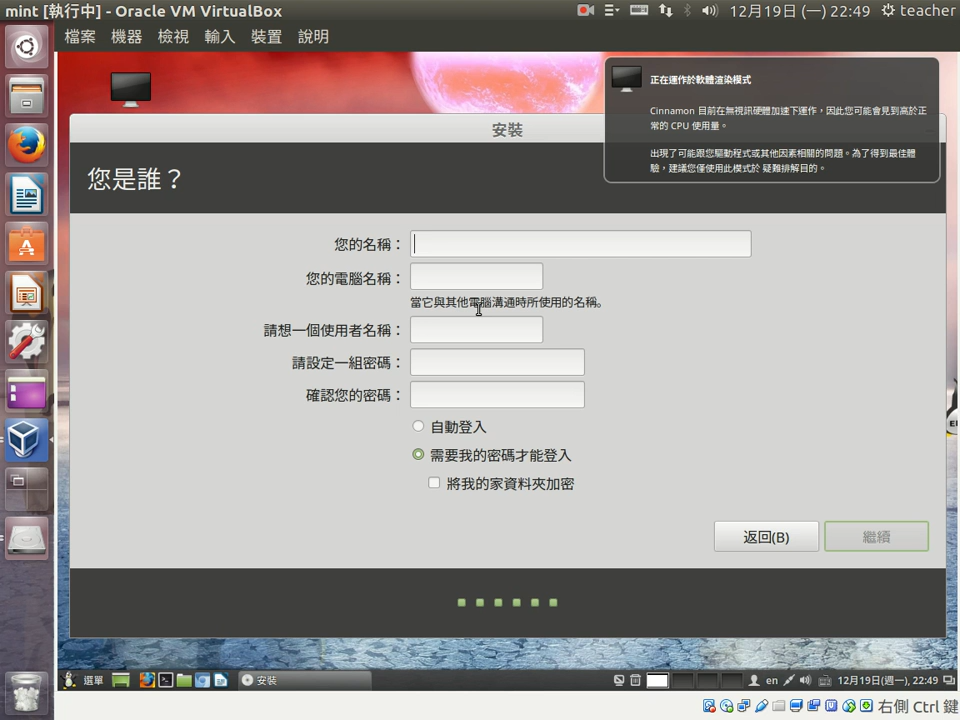 mint [執行中] - Oracle VM VirtualBox
12月19日 (一) 22:49 teacher
檔案 機器 檢視 輸入 裝置 說明
正在運作於軟體渲染模式
Cinnamon 目前在無視訊硬體加速下運作，因此您可能會見到高於正
常的 CPU 使用量。
出現了可能跟您驅動程式或其他因素相關的問題。為了得到最佳體
驗，建議您僅使用此模式於 疑難排解目的。
安裝
您是誰？
您的名稱：
您的電腦名稱：
當它與其他電腦溝通時所使用的名稱。
請想一個使用者名稱：
請設定一組密碼：
確認您的密碼：
自動登入
需要我的密碼才能登入
將我的家資料夾加密
返回(B) 繼續
選單 安裝 en 12月19日(週一), 22:49
右側 Ctrl 鍵